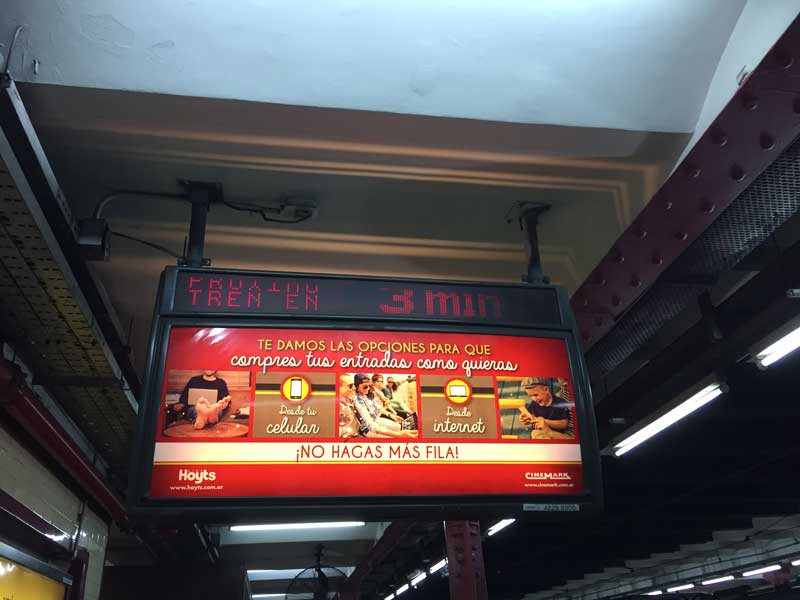 PROXIMO
TREN EN 3 min
TE DAMOS LAS OPCIONES PARA QUE
compres tus entradas como quieras
Desde tu
celular
Desde
internet
¡NO HAGAS MÁS FILA!
Hoyts
www.hoyts.com.ar
CINEMARK
www.cinemark.com.ar